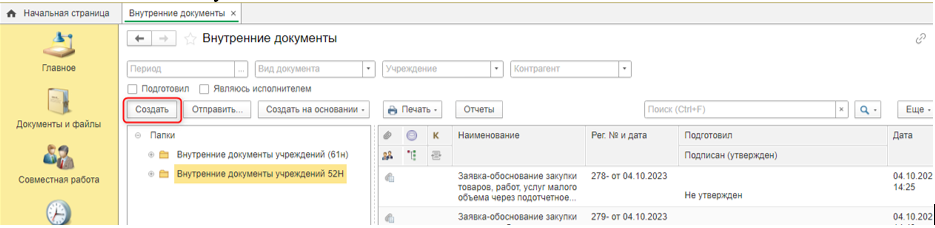 Начальная страница
Внутренние документы ×
Главное
Документы и файлы
Совместная работа
Внутренние документы
Период ...
Вид документа
Учреждение
Контрагент
Подготовил
Являюсь исполнителем
Создать
Отправить...
Создать на основании
Печать
Отчеты
Поиск (Ctrl+F) ×
Еще
Папки
Внутренние документы учреждений (61н)
Внутренние документы учреждений 52Н
К
Наименование
Рег. № и дата
Подготовил
Дата
Подписан (утвержден)
Заявка-обоснование закупки
товаров, работ, услуг малого
объема через подотчетное...
278- от 04.10.2023
Не утвержден
04.10.202
14:25
Заявка-обоснование закупки
279- от 04.10.2023
04.10.202